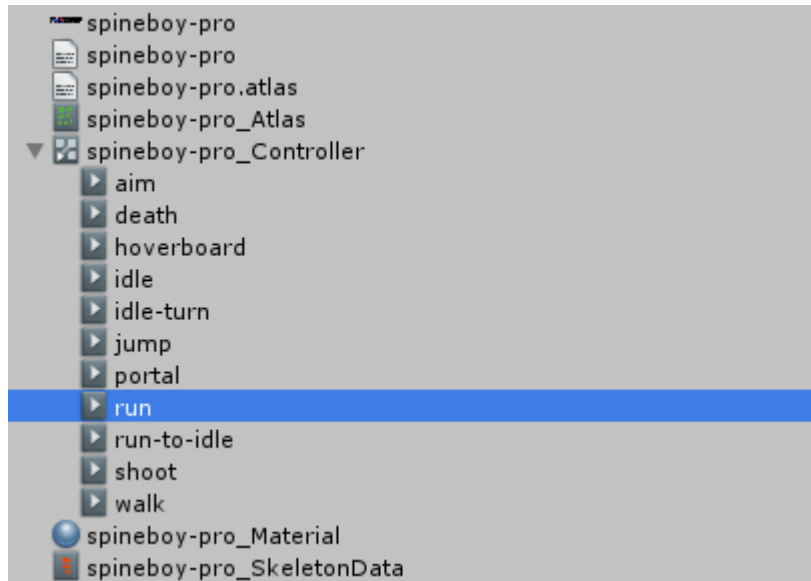 spineboy-pro
spineboy-pro
spineboy-pro.atlas
spineboy-pro_Atlas
spineboy-pro_Controller
aim
death
hoverboard
idle
idle-turn
jump
portal
run
run-to-idle
shoot
walk
spineboy-pro_Material
spineboy-pro_SkeletonData